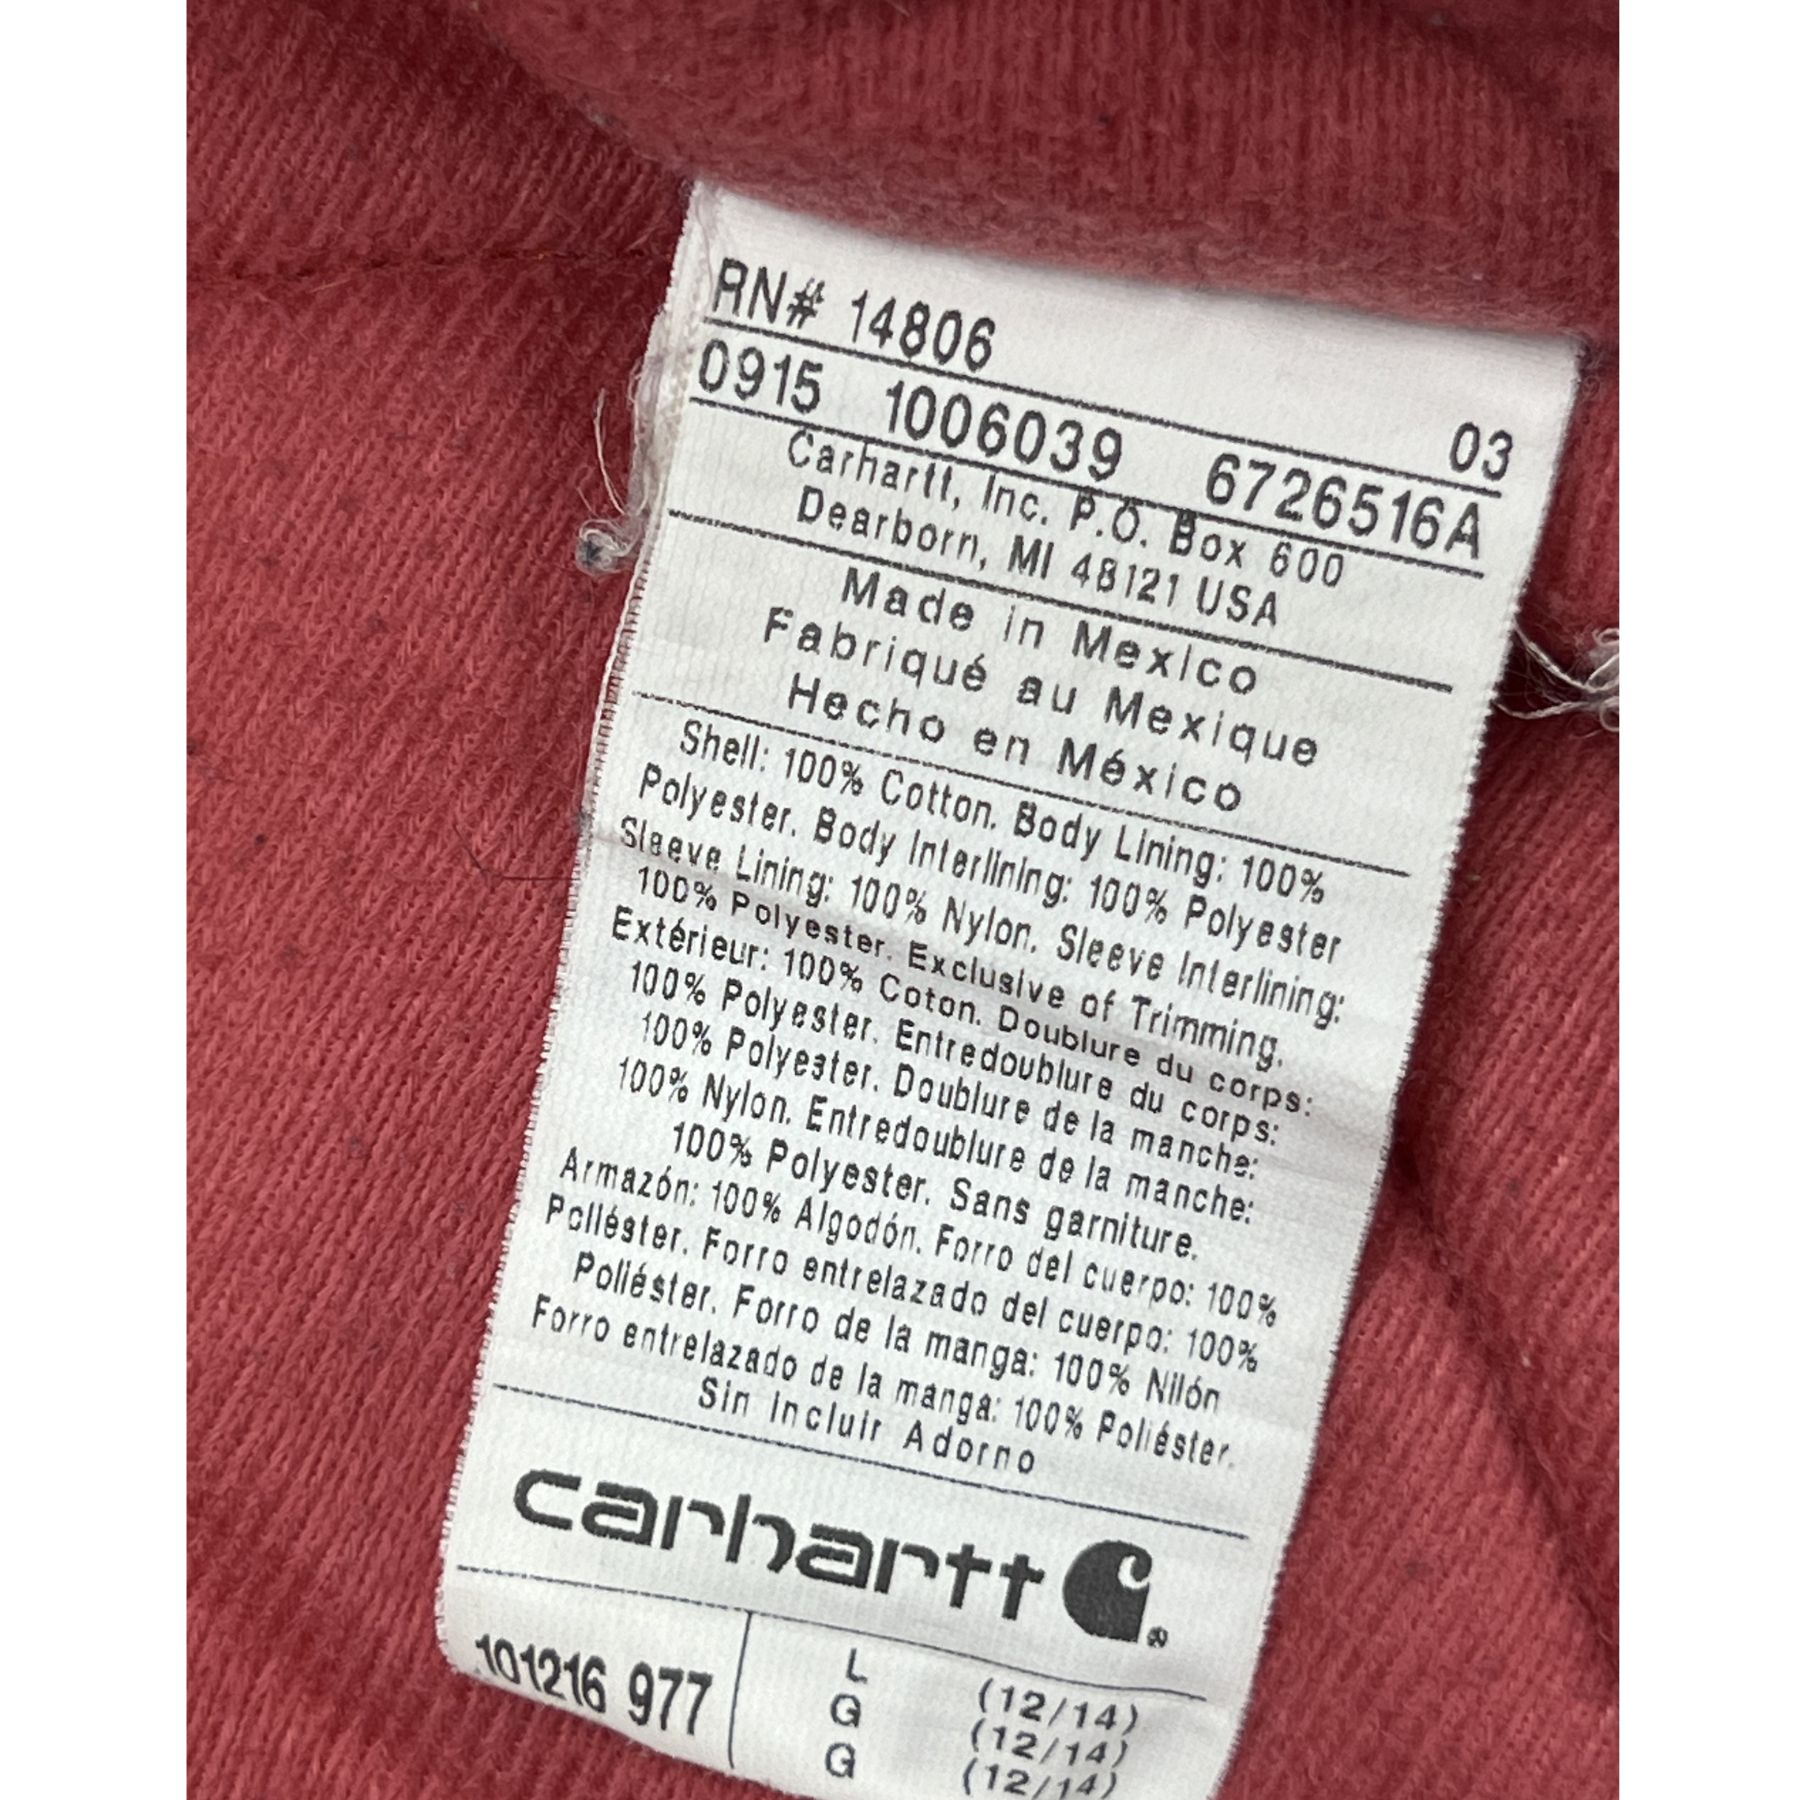 RN# 14806 03
0915 1006039 6726516A
Carhartt, Inc. P.O. Box 600
Dearborn, MI 48121 USA
Made in Mexico
Fabriqué au Mexique
Hecho en México
Shell: 100% Cotton. Body Lining: 100%
Polyester. Body Interlining: 100% Polyester
Sleeve Lining: 100% Nylon. Sleeve Interlining:
100% Polyester. Exclusive of Trimming.
Extérieur: 100% Coton. Doublure du corps:
100% Polyester. Entredoublure du corps:
100% Polyester. Doublure de la manche:
100% Nylon. Entredoublure de la manche:
100% Polyester. Sans garniture.
Armazón: 100% Algodón. Forro del cuerpo: 100%
Poliéster. Forro entrelazado del cuerpo: 100%
Poliéster. Forro de la manga: 100% Nilón
Forro entrelazado de la manga: 100% Poliéster.
Sin Incluir Adorno
carhartt
101216 977
L (12/14)
G (12/14)
G (12/14)